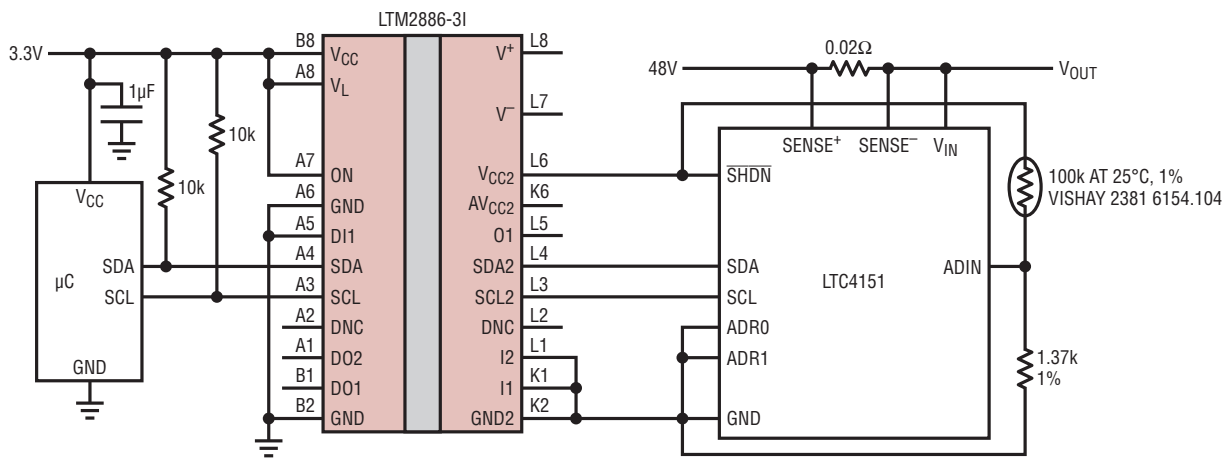 LTM2886-3I
3.3V
B8
VCC
A8
VL
A7
ON
A6
GND
A5
DI1
A4
SDA
A3
SCL
A2
DNC
A1
DO2
B1
DO1
B2
GND
V+
L8
V−
L7
VCC2
L6
AVCC2
K6
O1
L5
SDA2
L4
SCL2
L3
DNC
L2
I2
L1
I1
K1
GND2
K2
1µF
10k
10k
VCC
µC
SDA
SCL
GND
48V
0.02Ω
VOUT
SENSE+
SENSE−
VIN
SHDN
SDA
SCL
ADR0
ADR1
GND
LTC4151
ADIN
100k AT 25°C, 1%
VISHAY 2381 6154.104
1.37k
1%